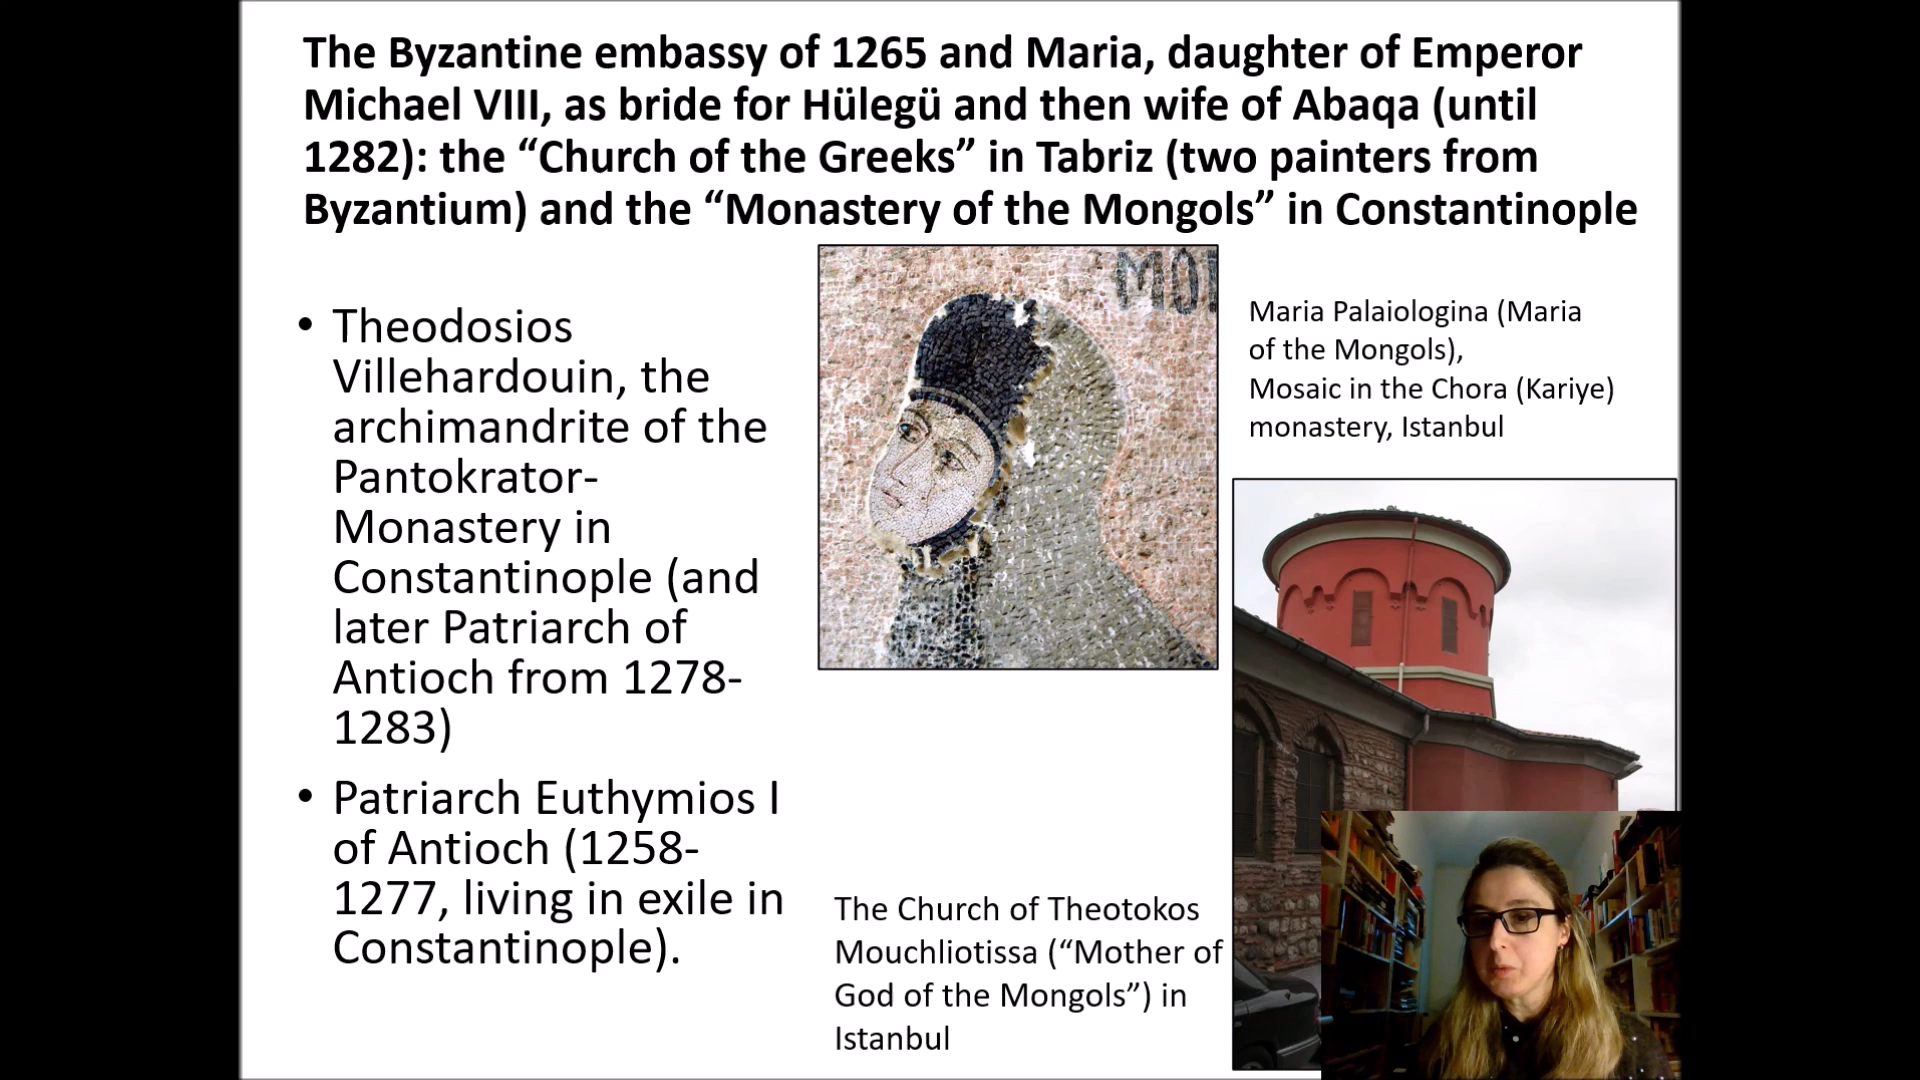 The Byzantine embassy of 1265 and Maria, daughter of Emperor
Michael VIII, as bride for Hülegü and then wife of Abaqa (until
1282): the “Church of the Greeks” in Tabriz (two painters from
Byzantium) and the “Monastery of the Mongols” in Constantinople
• Theodosios
Villehardouin, the
archimandrite of the
Pantokrator-
Monastery in
Constantinople (and
later Patriarch of
Antioch from 1278-
1283)
• Patriarch Euthymios I
of Antioch (1258-
1277, living in exile in
Constantinople).
ΜΟ
Maria Palaiologina (Maria
of the Mongols),
Mosaic in the Chora (Kariye)
monastery, Istanbul
The Church of Theotokos
Mouchliotissa (“Mother of
God of the Mongols”) in
Istanbul